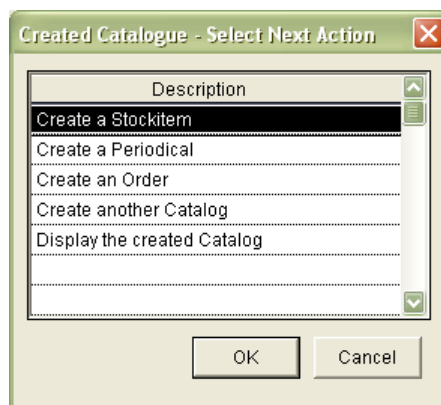 Created Catalogue - Select Next Action
Description
Create a Stockitem
Create a Periodical
Create an Order
Create another Catalog
Display the created Catalog
OK Cancel